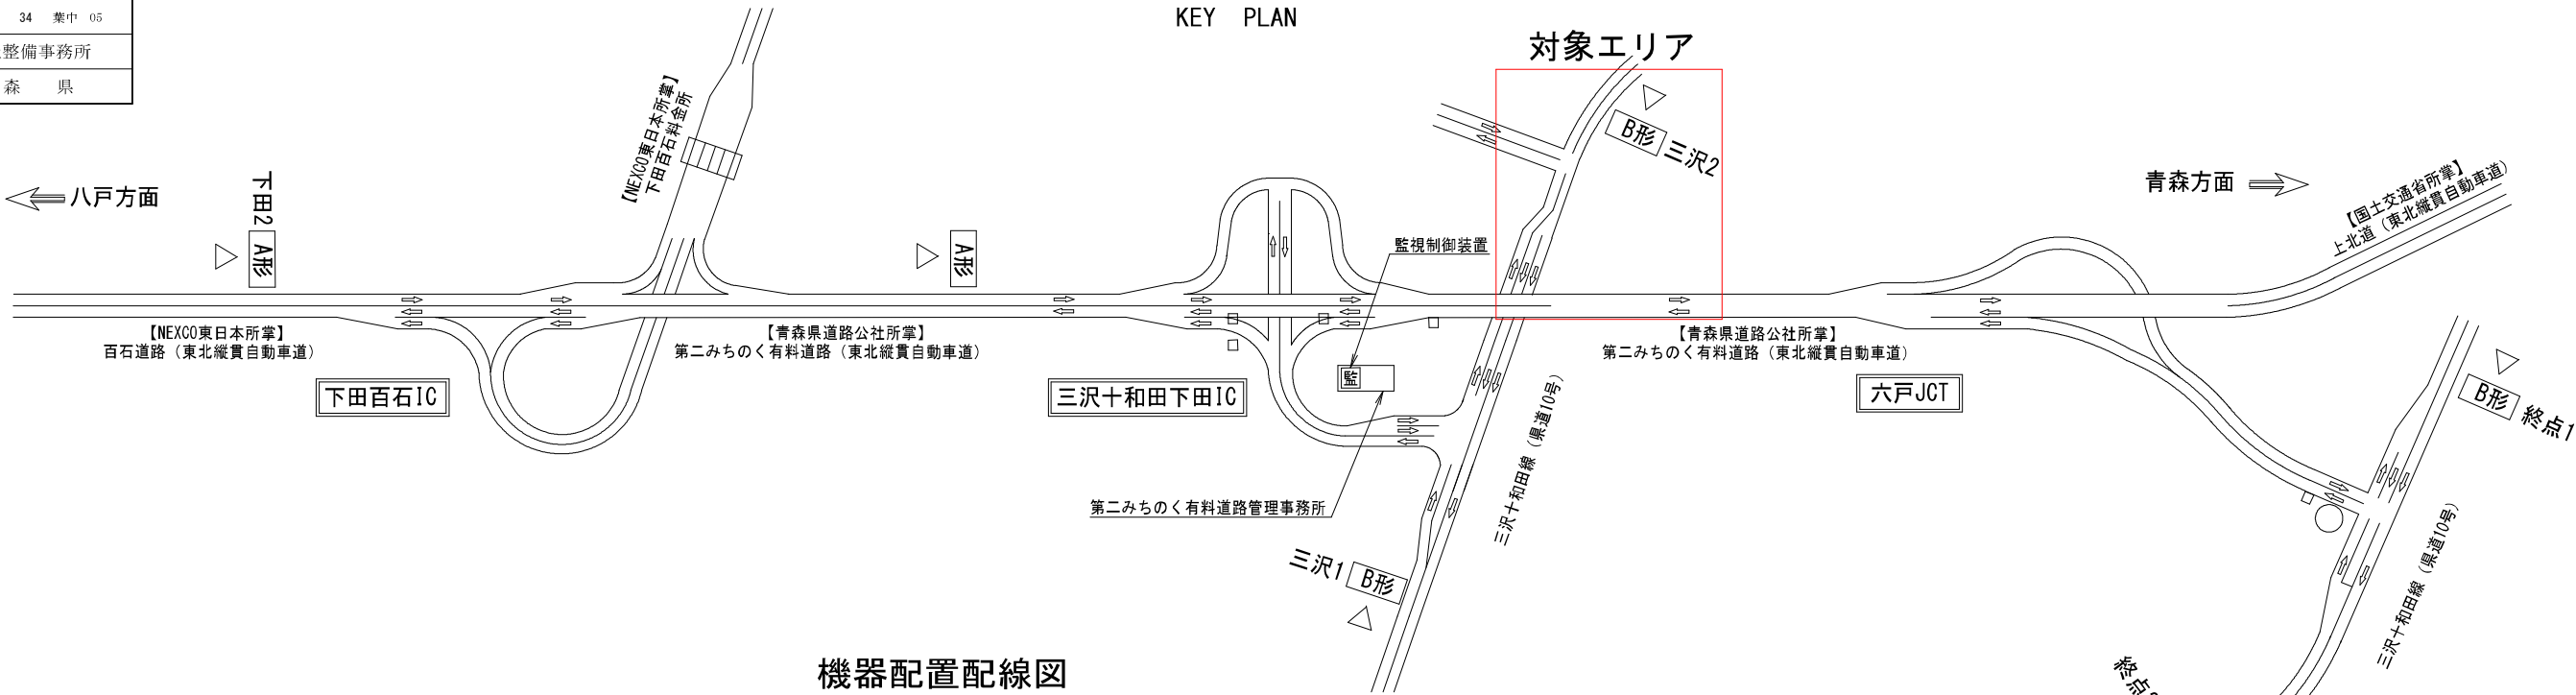 34 葉中 05
整備事務所
森 県
KEY PLAN
対象エリア
【NEXCO東日本所掌】
下田百石料金所
B形 三沢2
八戸方面
下田2
A形
A形
青森方面
【国土交通省所掌】
上北道（東北縦貫自動車道）
監視制御装置
【NEXCO東日本所掌】
百石道路（東北縦貫自動車道）
【青森県道路公社所掌】
第二みちのく有料道路（東北縦貫自動車道）
【青森県道路公社所掌】
第二みちのく有料道路（東北縦貫自動車道）
下田百石IC
三沢十和田下田IC
監
六戸JCT
B形 終点1
三沢十和田線（県道10号）
第二みちのく有料道路管理事務所
三沢十和田線（県道10号）
三沢1 B形
機器配置配線図
終点